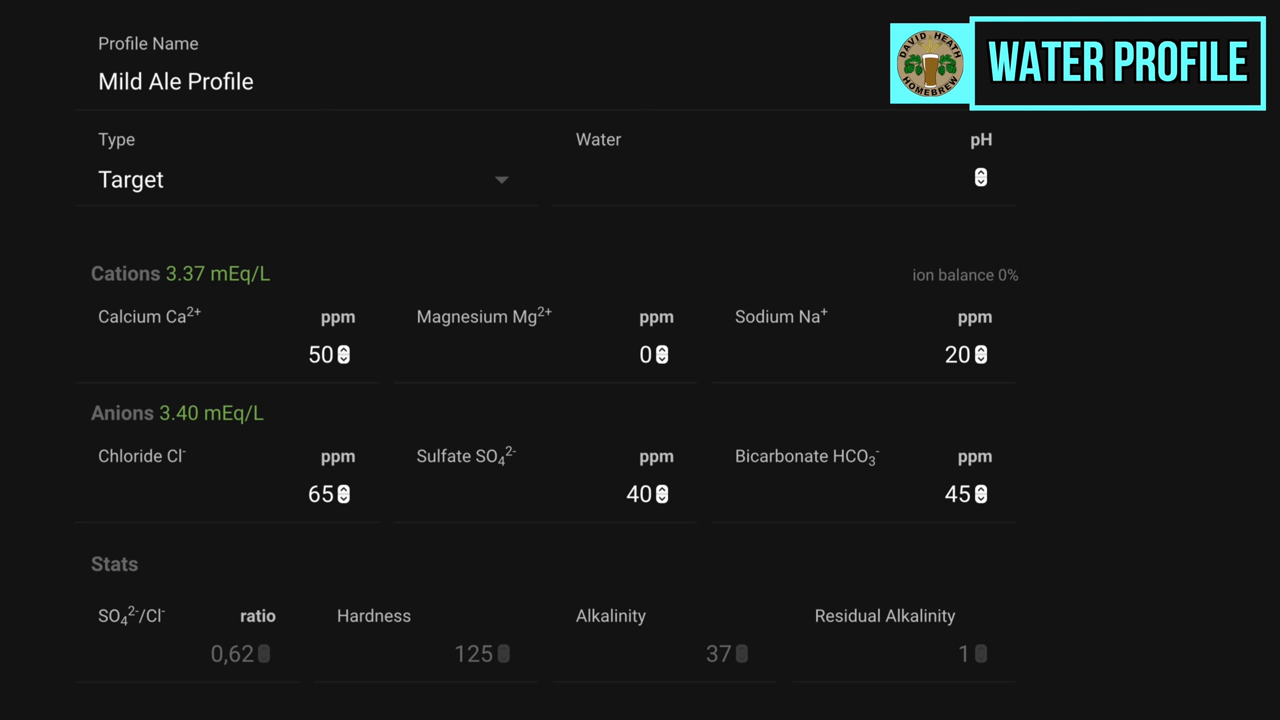 Profile Name
Mild Ale Profile
DAVID HEATH
HOMEBREW
WATER PROFILE
Type
Water
pH
Target
Cations 3.37 mEq/L
ion balance 0%
Calcium Ca²⁺ ppm
Magnesium Mg²⁺ ppm
Sodium Na⁺ ppm
50
0
20
Anions 3.40 mEq/L
Chloride Cl⁻ ppm
Sulfate SO₄²⁻ ppm
Bicarbonate HCO₃⁻ ppm
65
40
45
Stats
SO₄²⁻/Cl⁻ ratio
Hardness
Alkalinity
Residual Alkalinity
0,62
125
37
1